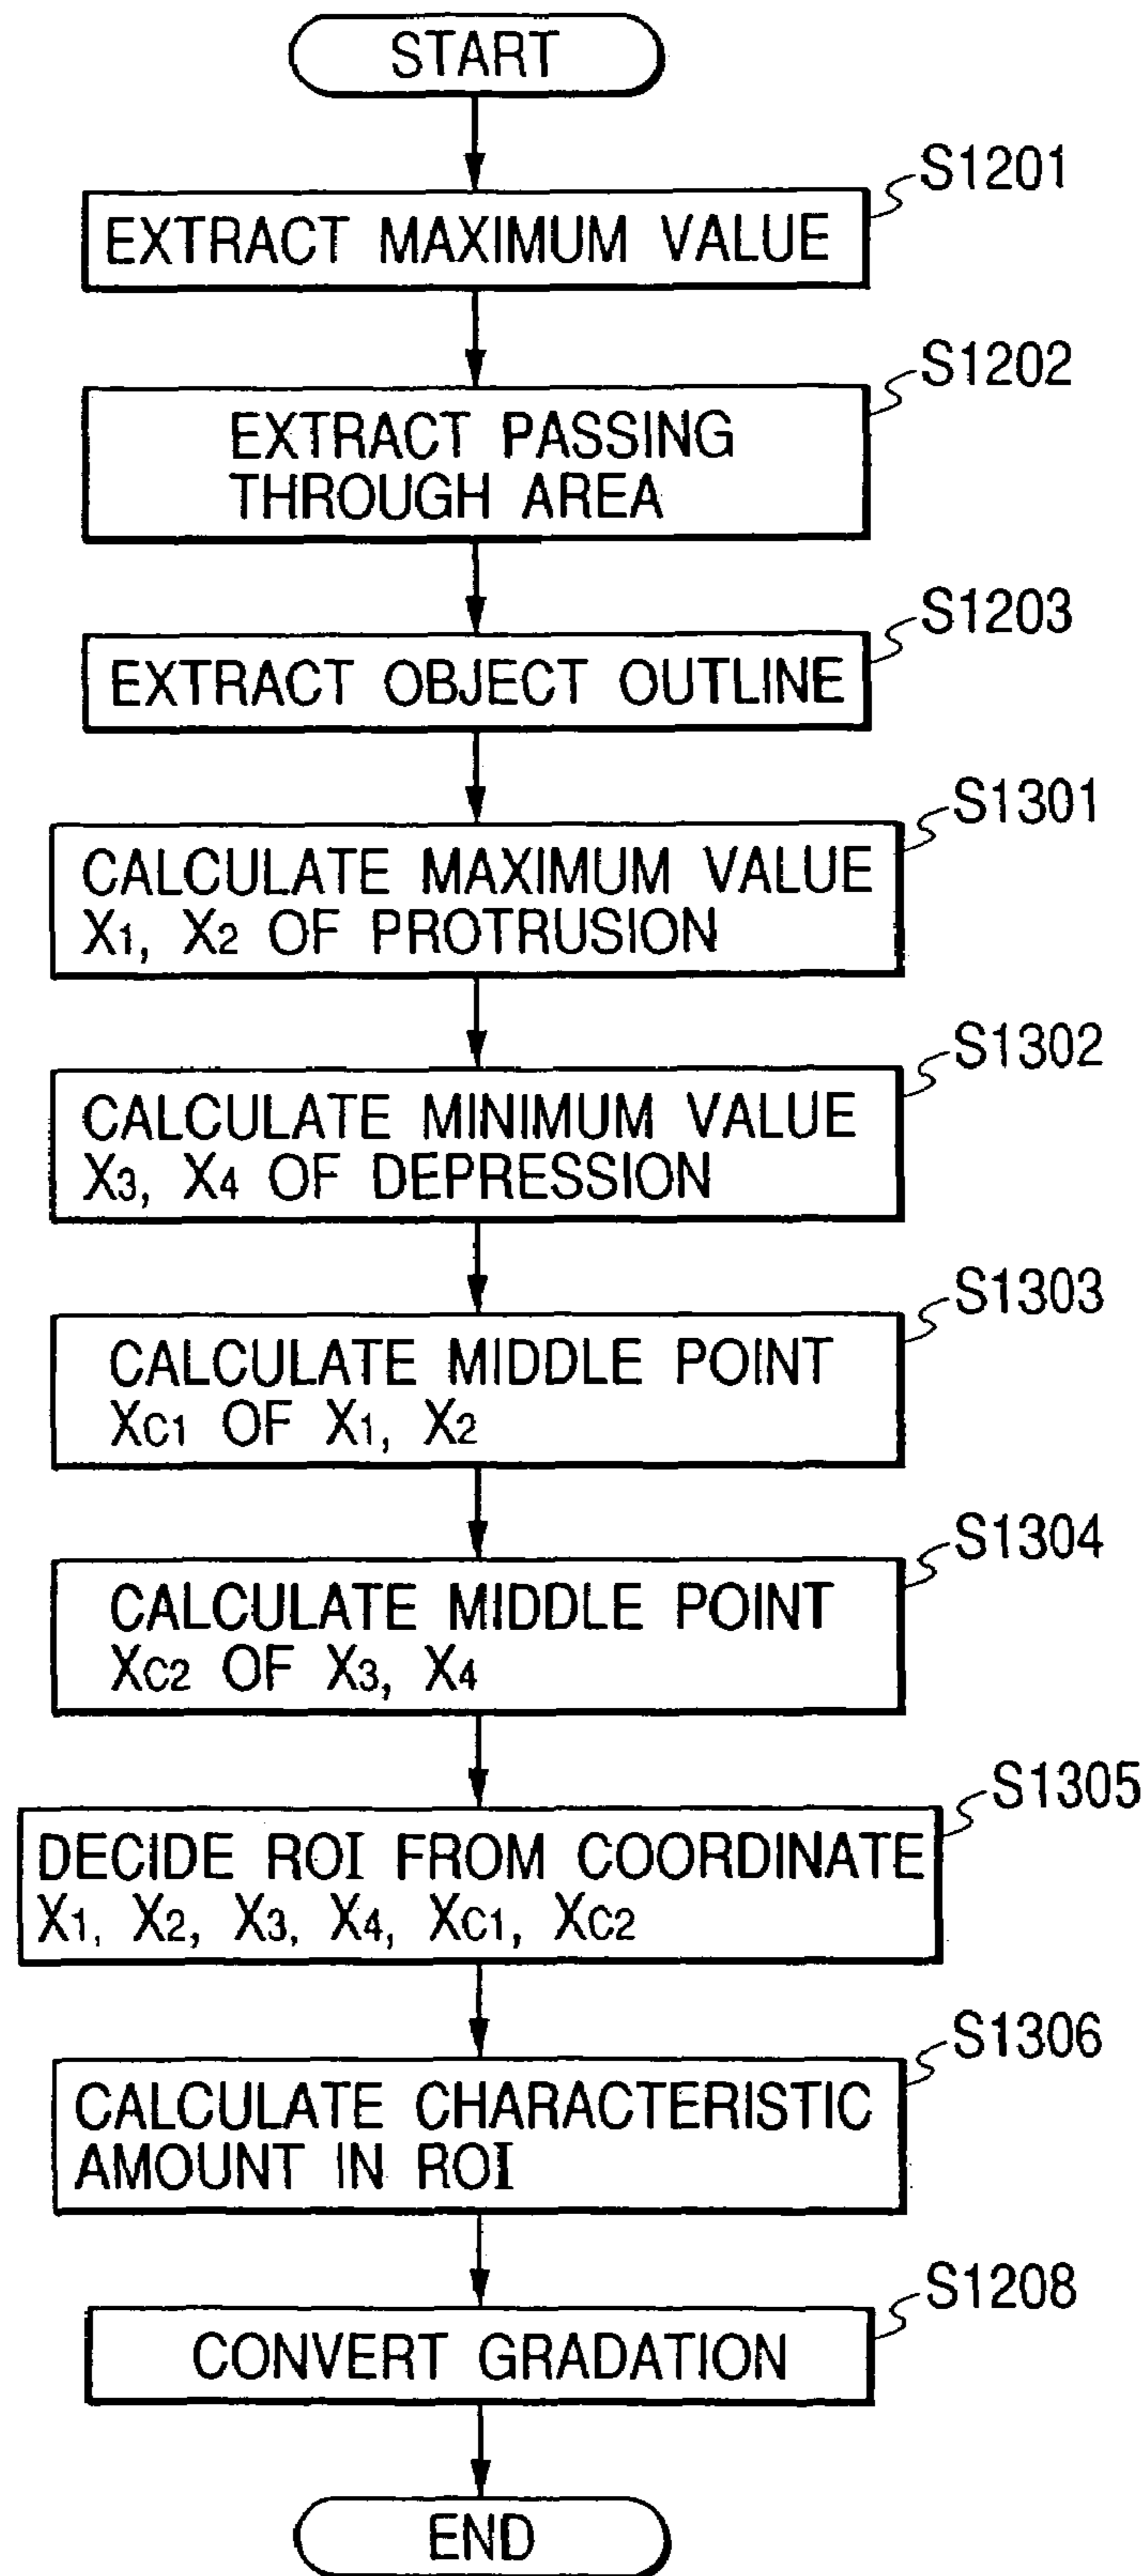 START
S1201
EXTRACT MAXIMUM VALUE
S1202
EXTRACT PASSING
THROUGH AREA
S1203
EXTRACT OBJECT OUTLINE
S1301
CALCULATE MAXIMUM VALUE
X1, X2 OF PROTRUSION
S1302
CALCULATE MINIMUM VALUE
X3, X4 OF DEPRESSION
S1303
CALCULATE MIDDLE POINT
XC1 OF X1, X2
S1304
CALCULATE MIDDLE POINT
XC2 OF X3, X4
S1305
DECIDE ROI FROM COORDINATE
X1, X2, X3, X4, XC1, XC2
S1306
CALCULATE CHARACTERISTIC
AMOUNT IN ROI
S1208
CONVERT GRADATION
END